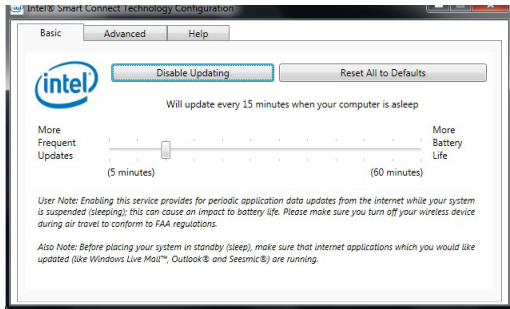 Intel® Smart Connect Technology Configuration
Basic
Advanced
Help
intel
Disable Updating
Reset All to Defaults
Will update every 15 minutes when your computer is asleep
More
Frequent
Updates
More
Battery
Life
(5 minutes)
(60 minutes)
User Note: Enabling this service provides for periodic application data updates from the internet while your system
is suspended (sleeping); this can cause an impact to battery life. Please make sure you turn off your wireless device
during air travel to conform to FAA regulations.
Also Note: Before placing your system in standby (sleep), make sure that internet applications which you would like
updated (like Windows Live Mail™, Outlook® and Seesmic®) are running.